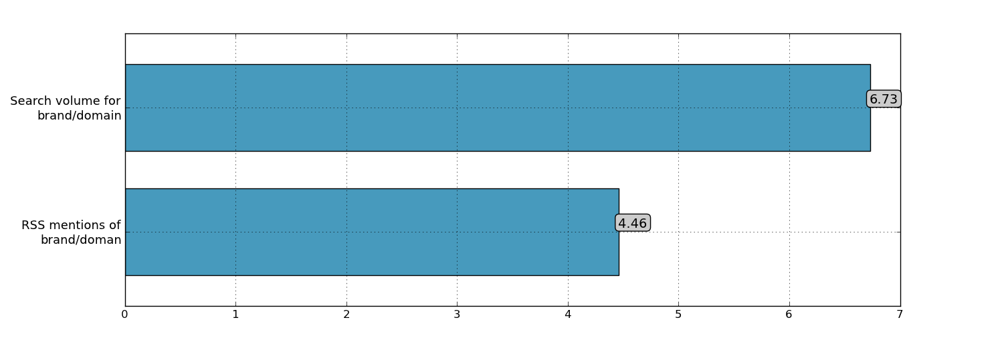 Search volume for
brand/domain
6.73
RSS mentions of
brand/doman
4.46
0 1 2 3 4 5 6 7